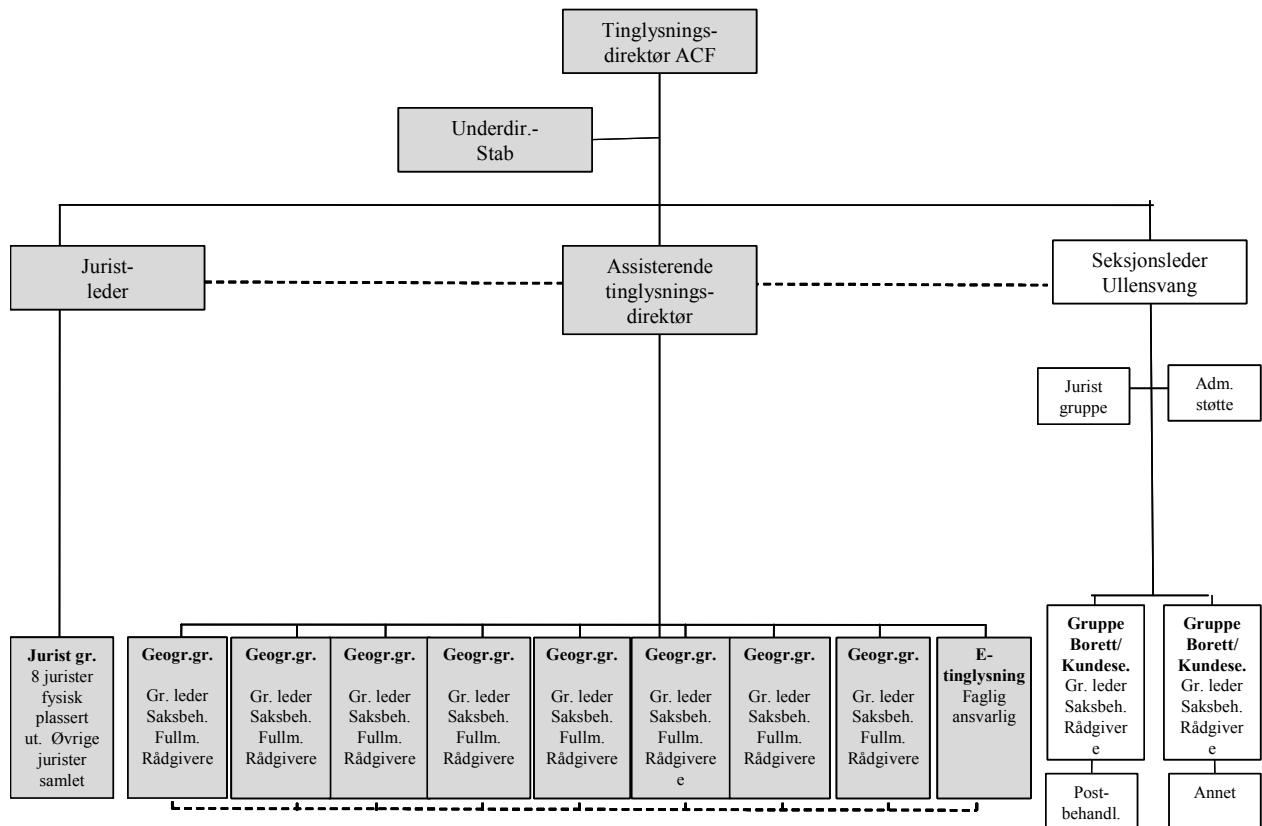 Tinglysnings-
direktør ACF
Underdir.-
Stab
Jurist-
leder
Assisterende
tinglysnings-
direktør
Seksjonsleder
Ullensvang
Jurist
gruppe
Adm.
støtte
Jurist gr.
8 jurister
fysisk
plassert
ut. Øvrige
jurister
samlet
Geogr.gr.
Gr. leder
Saksbeh.
Fullm.
Rådgivere
Geogr.gr.
Gr. leder
Saksbeh.
Fullm.
Rådgivere
Geogr.gr.
Gr. leder
Saksbeh.
Fullm.
Rådgivere
Geogr.gr.
Gr. leder
Saksbeh.
Fullm.
Rådgivere
Geogr.gr.
Gr. leder
Saksbeh.
Fullm.
Rådgivere
Geogr.gr.
Gr. leder
Saksbeh.
Fullm.
Rådgivere
e
Geogr.gr.
Gr. leder
Saksbeh.
Fullm.
Rådgivere
Geogr.gr.
Gr. leder
Saksbeh.
Fullm.
Rådgivere
E-
tinglysning
Faglig
ansvarlig
Gruppe
Borett/
Kundese.
Gr. leder
Saksbeh.
Rådgiver
e
Gruppe
Borett/
Kundese.
Gr. leder
Saksbeh.
Rådgiver
e
Post-
behandl.
Annet